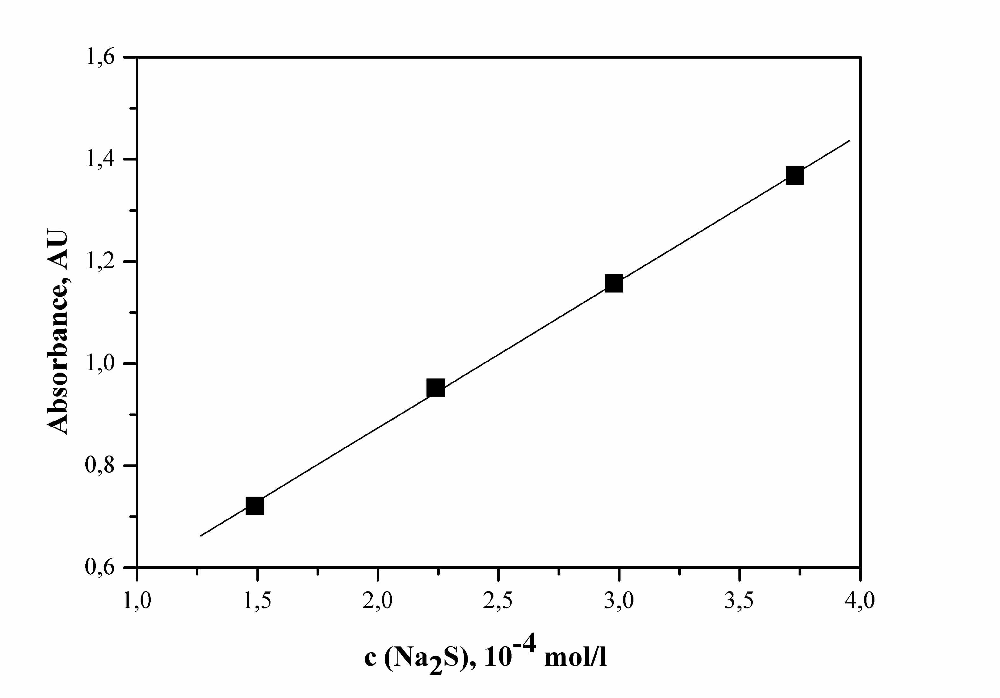 1,6
1,4
1,2
1,0
0,8
0,6
Absorbance, AU
1,0 1,5 2,0 2,5 3,0 3,5 4,0
c (Na2S), 10-4 mol/l